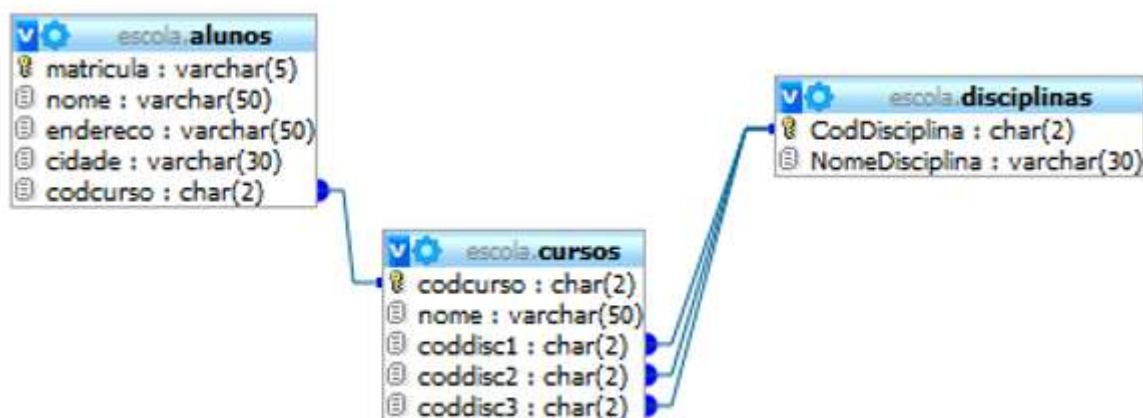 escola.alunos
matricula : varchar(5)
nome : varchar(50)
endereco : varchar(50)
cidade : varchar(30)
codcurso : char(2)
escola.disciplinas
CodDisciplina : char(2)
NomeDisciplina : varchar(30)
escola.cursos
codcurso : char(2)
nome : varchar(50)
coddisc1 : char(2)
coddisc2 : char(2)
coddisc3 : char(2)